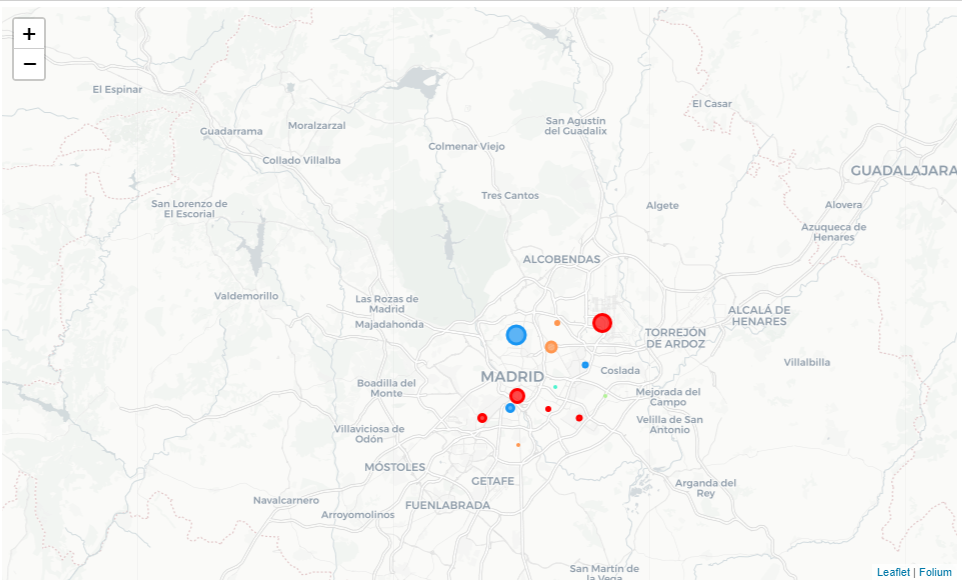 +
−
El Espinar
El Casar
Guadarrama
Moralzarzal
San Agustín
del Guadalix
Colmenar Viejo
Collado Villalba
GUADALAJARA
Tres Cantos
San Lorenzo de
El Escorial
Algete
Alovera
Azuqueca de
Henares
ALCOBENDAS
Valdemorillo
Las Rozas de
Madrid
Majadahonda
ALCALÁ DE
HENARES
TORREJÓN
DE ARDOZ
Villalbilla
MADRID
Coslada
Boadilla del
Monte
Mejorada del
Campo
Velilla de San
Antonio
Villaviciosa de
Odón
MÓSTOLES
GETAFE
Arganda del
Rey
Navalcarnero
FUENLABRADA
Arroyomolinos
San Martín de
la Vega
Leaflet | Folium